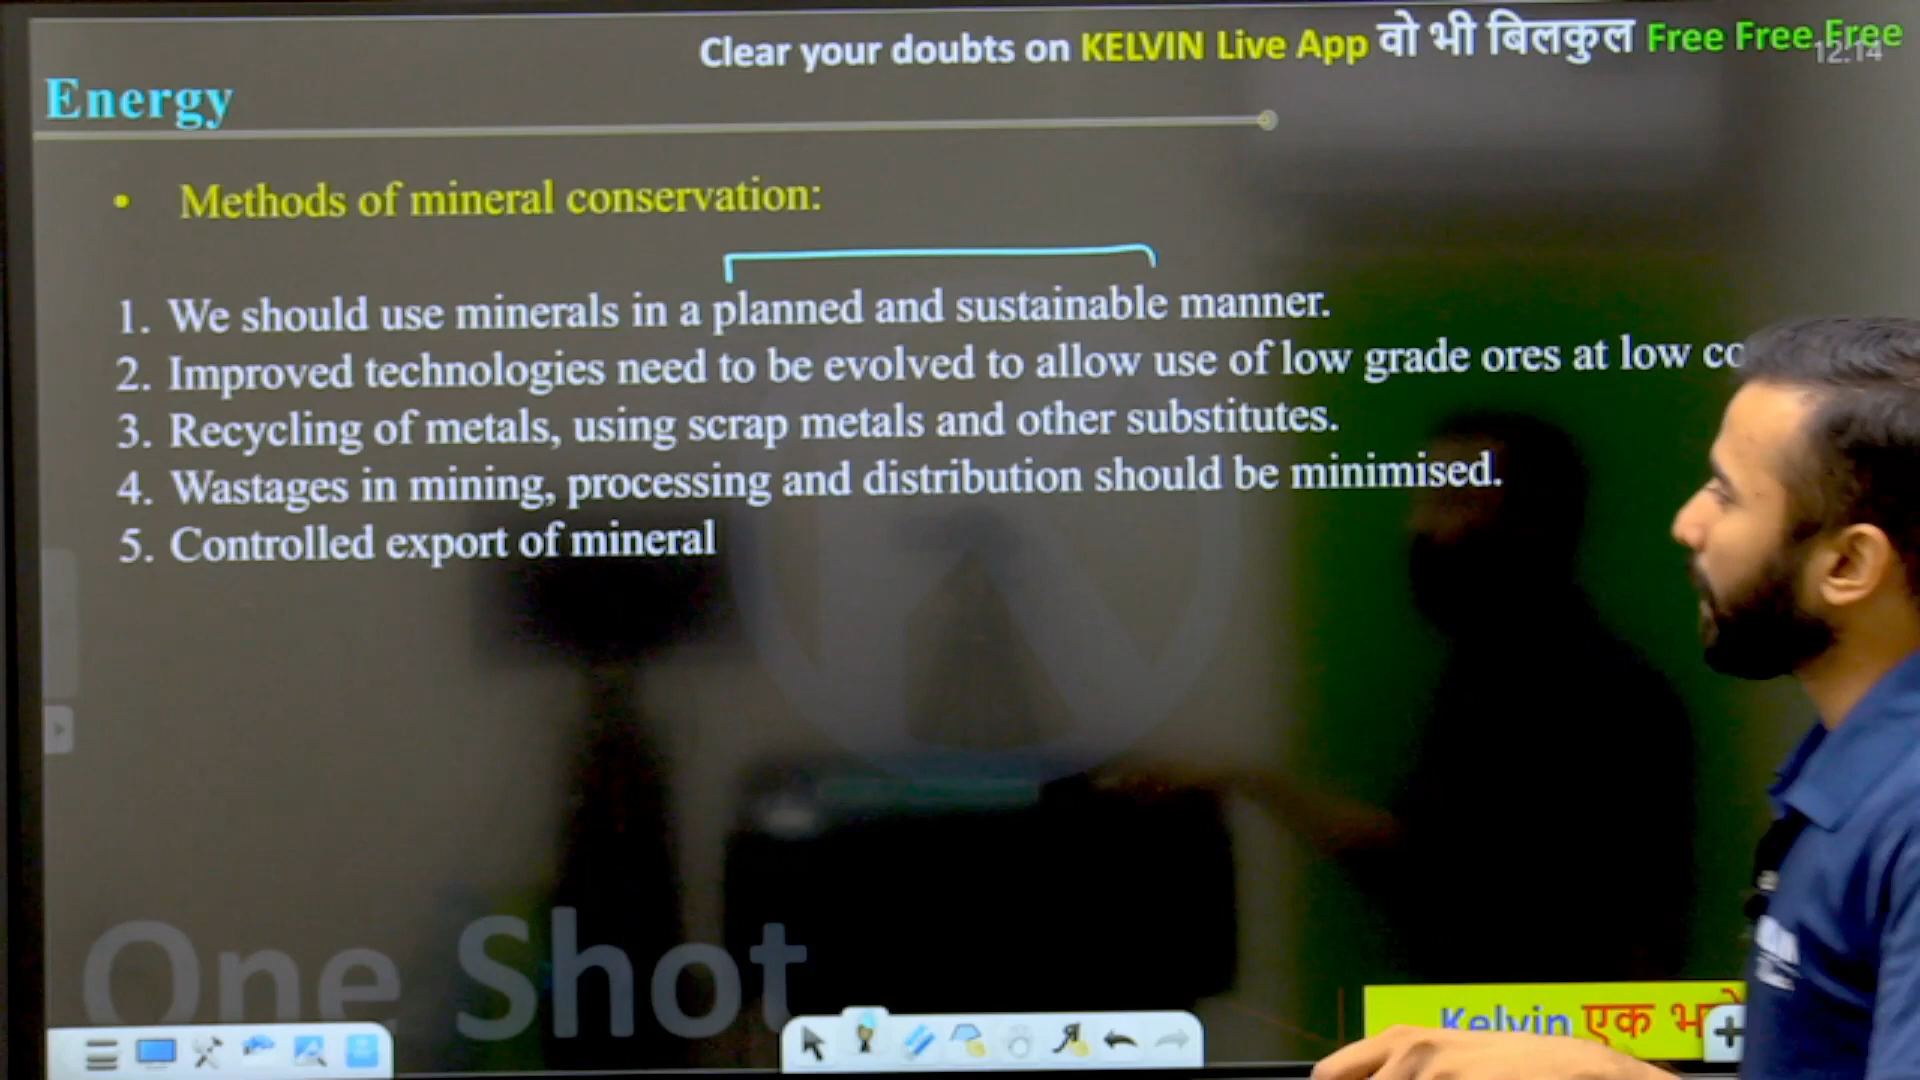 Clear your doubts on KELVIN Live App वो भी बिलकुल Free Free Free
12:14
Energy
• Methods of mineral conservation:
1. We should use minerals in a planned and sustainable manner.
2. Improved technologies need to be evolved to allow use of low grade ores at low
3. Recycling of metals, using scrap metals and other substitutes.
4. Wastages in mining, processing and distribution should be minimised.
5. Controlled export of mineral
One Shot
Kelvin एक